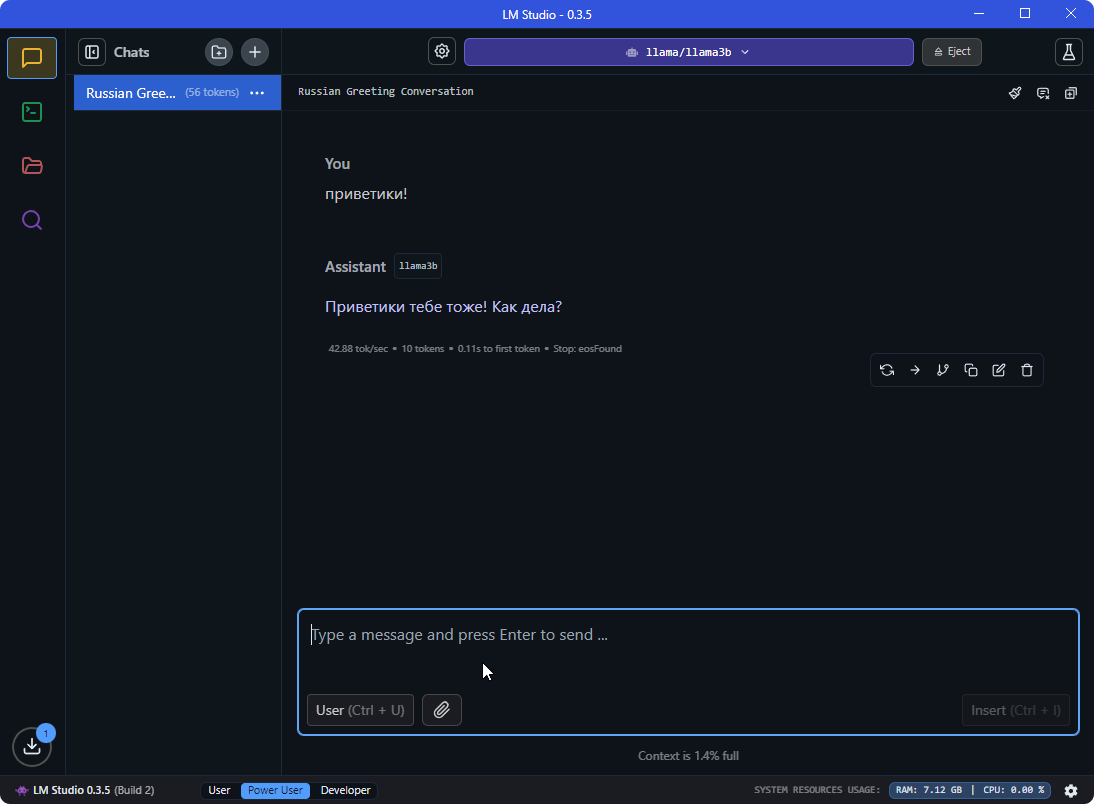 LM Studio - 0.3.5
Chats
llama/llama3b
Eject
Russian Gree... (56 tokens)
Russian Greeting Conversation
You
приветики!
Assistant llama3b
Приветики тебе тоже! Как дела?
42.88 tok/sec • 10 tokens • 0.11s to first token • Stop: eosFound
Type a message and press Enter to send ...
User (Ctrl + U)
Insert (Ctrl + I)
1
Context is 1.4% full
LM Studio 0.3.5 (Build 2)
User Power User Developer
SYSTEM RESOURCES USAGE: RAM: 7.12 GB | CPU: 0.00 %